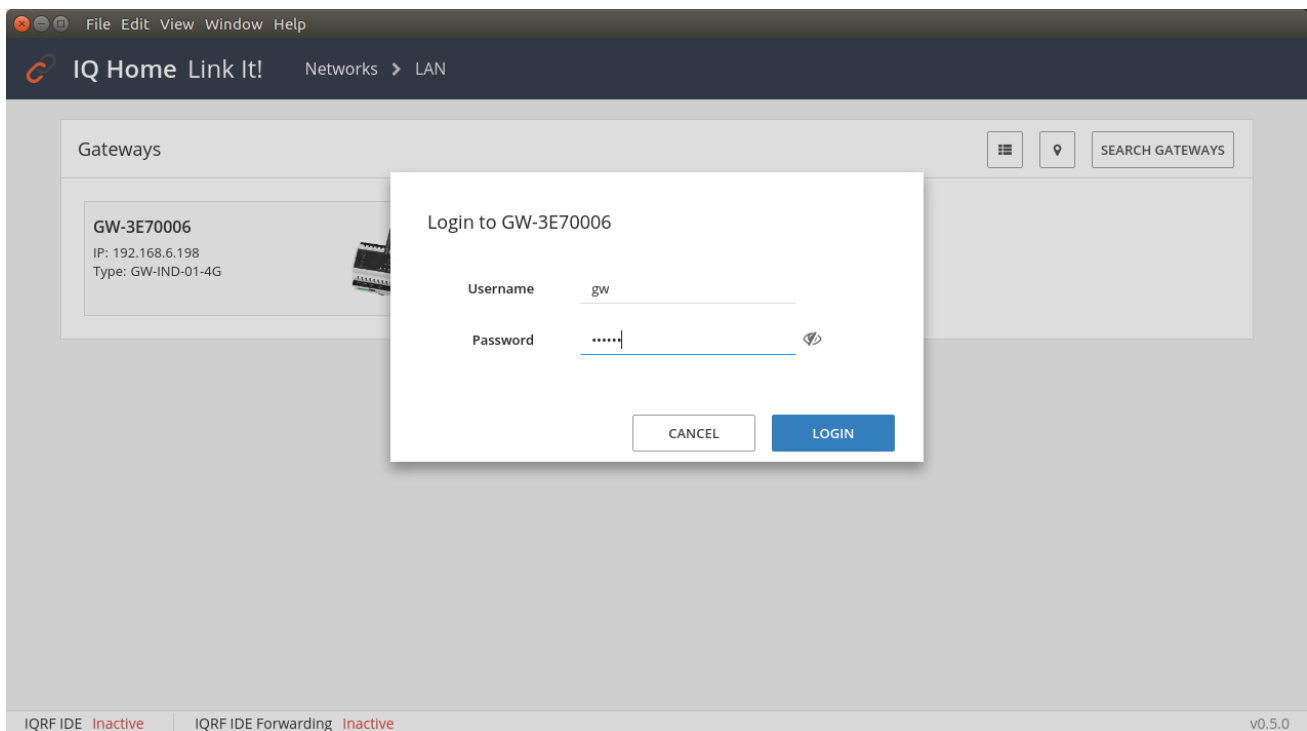 File Edit View Window Help
IQ Home Link It! Networks > LAN
Gateways
SEARCH GATEWAYS
GW-3E70006
IP: 192.168.6.198
Type: GW-IND-01-4G
Login to GW-3E70006
Username gw
Password ••••••
CANCEL LOGIN
IQRF IDE Inactive IQRF IDE Forwarding Inactive v0.5.0